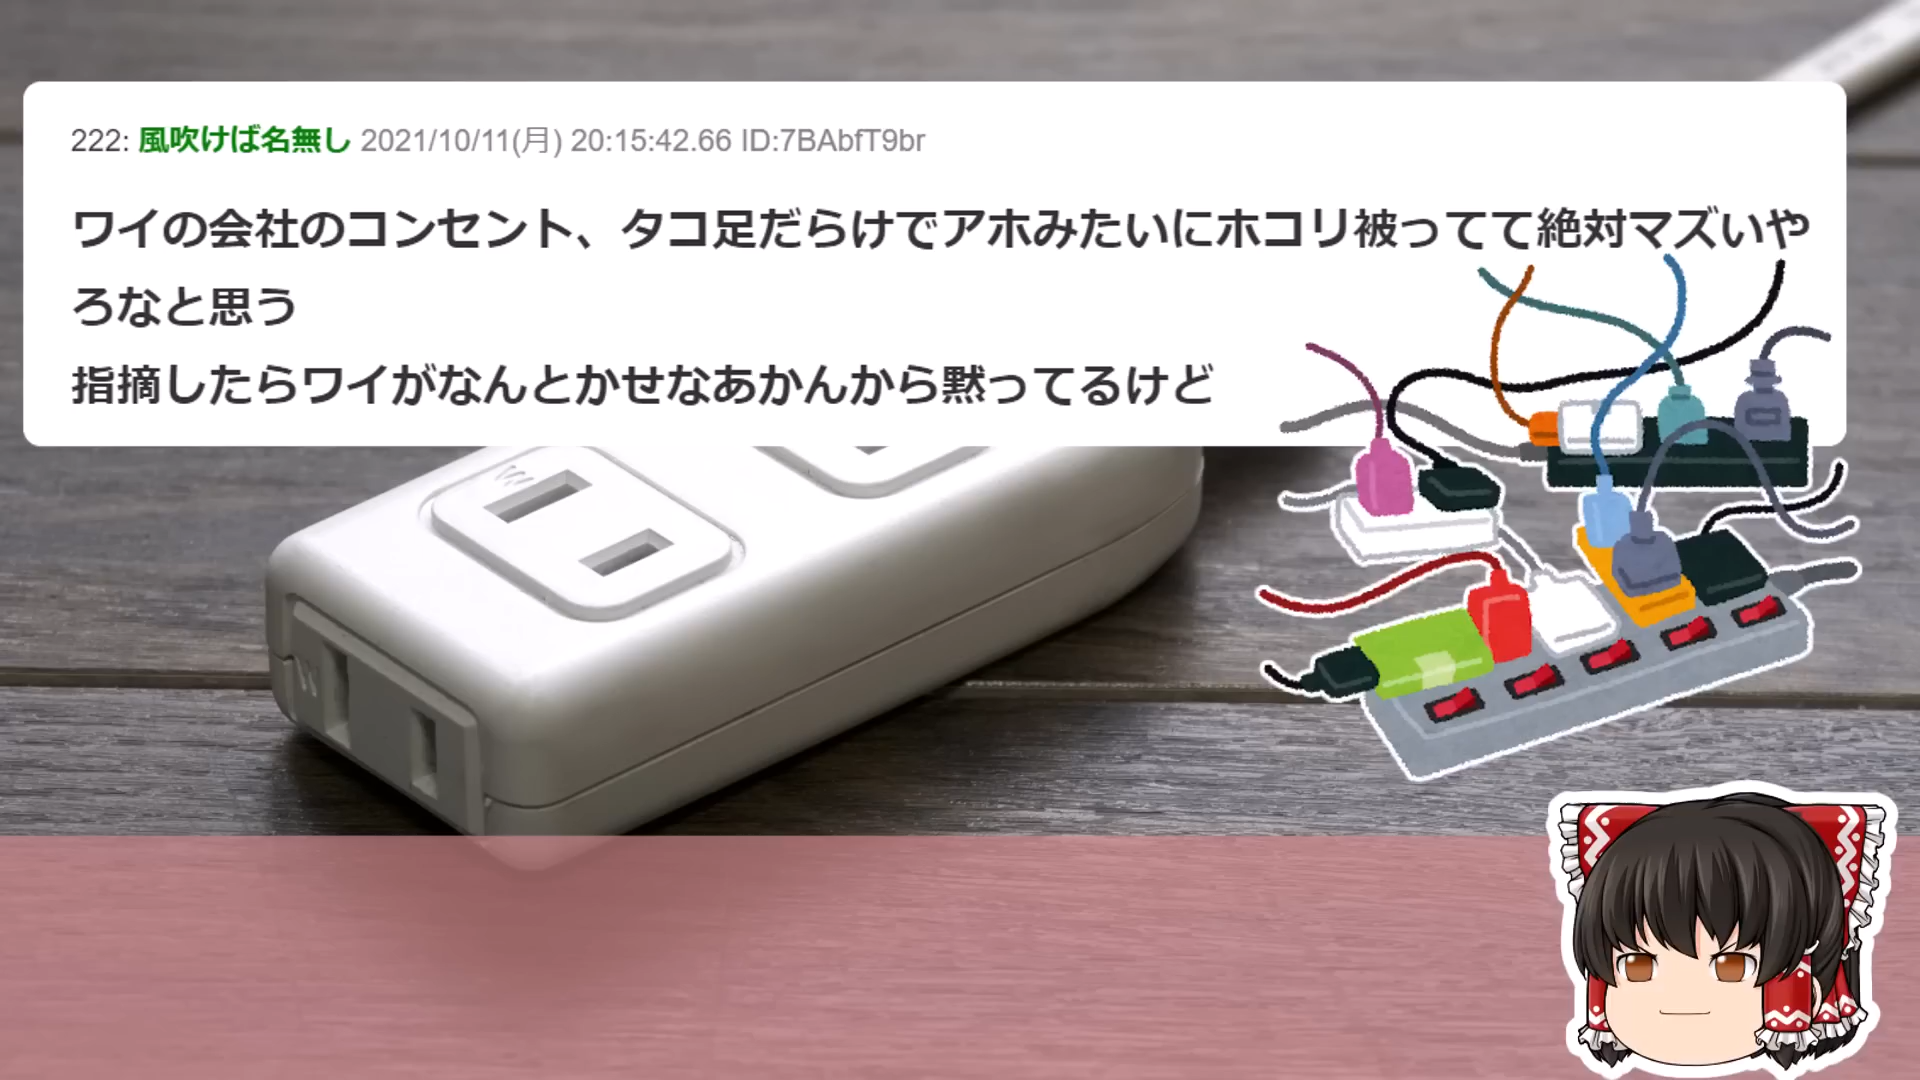 222: 風吹けば名無し 2021/10/11(月) 20:15:42.66 ID:7BAbfT9br
ワイの会社のコンセント、タコ足だらけでアホみたいにホコリ被ってて絶対マズいや
ろなと思う
指摘したらワイがなんとかせなあかんから黙ってるけど